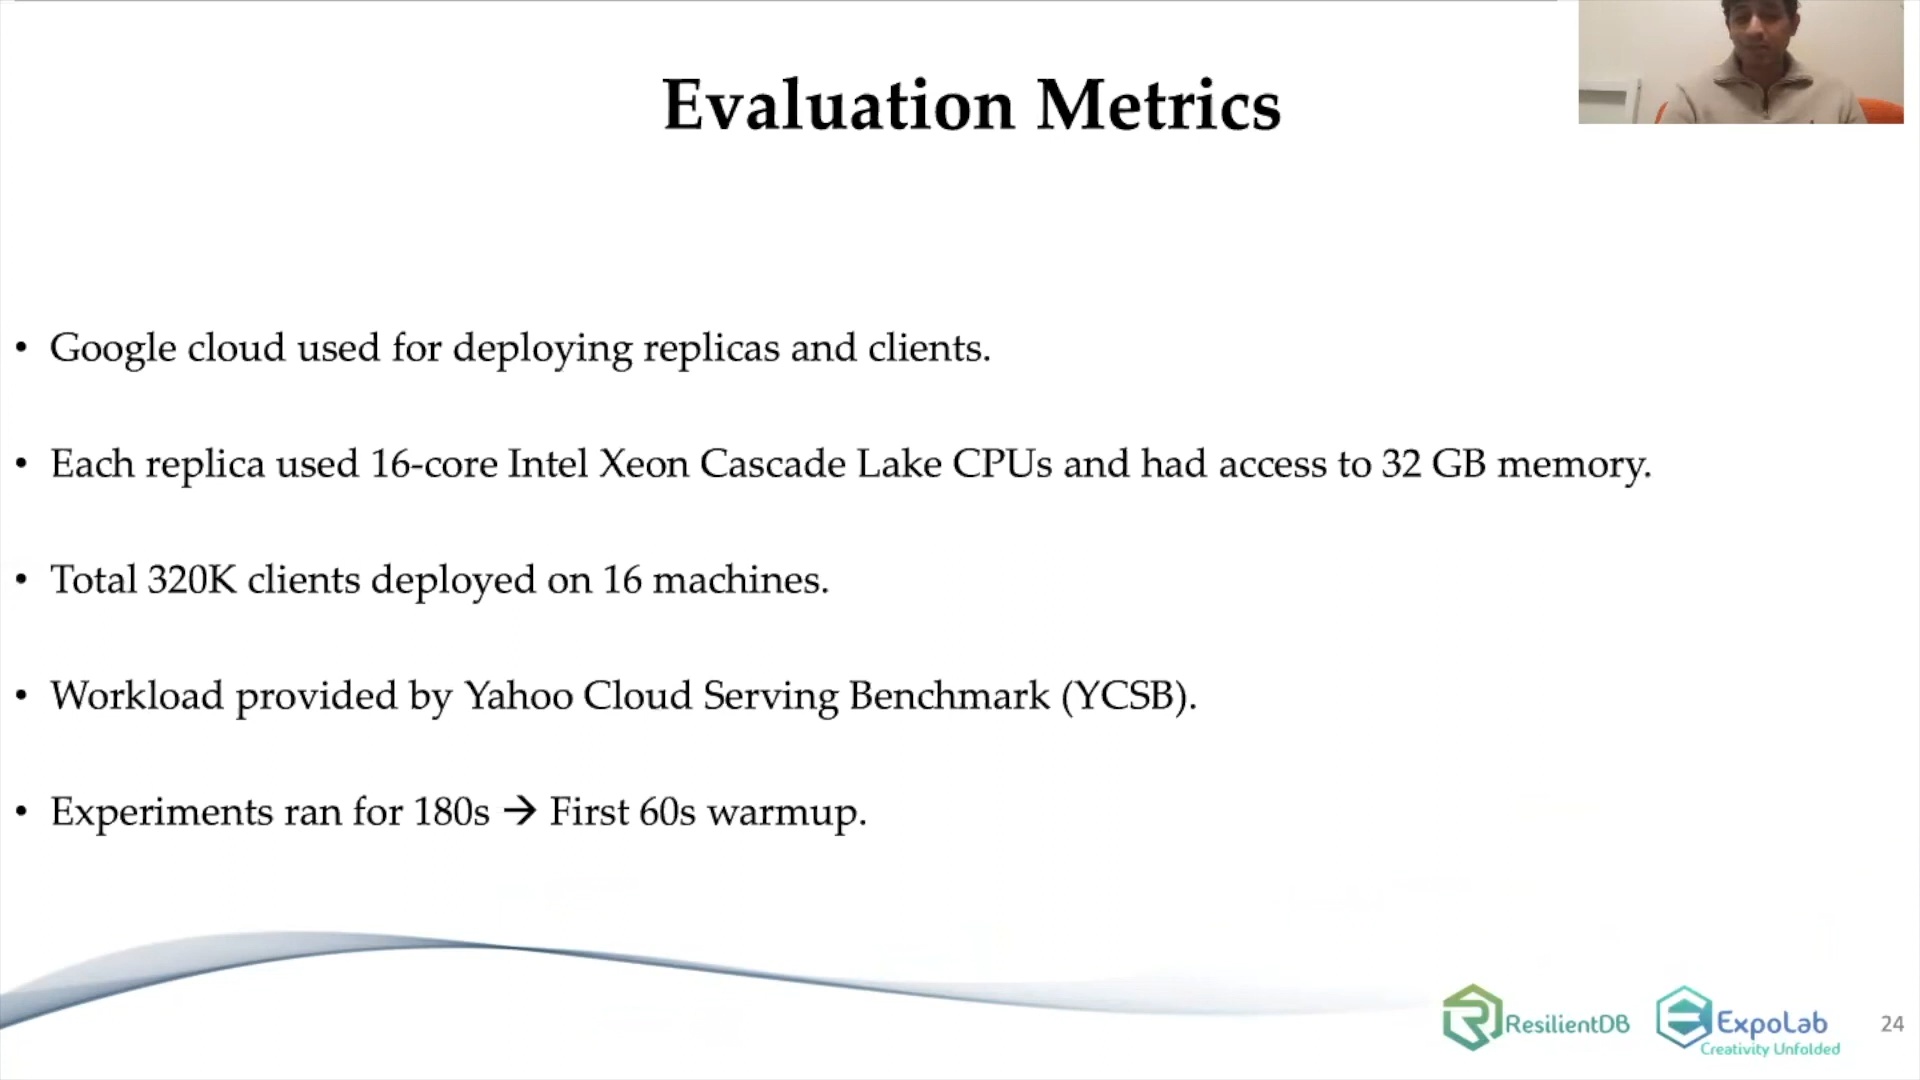 Evaluation Metrics
• Google cloud used for deploying replicas and clients.
• Each replica used 16-core Intel Xeon Cascade Lake CPUs and had access to 32 GB memory.
• Total 320K clients deployed on 16 machines.
• Workload provided by Yahoo Cloud Serving Benchmark (YCSB).
• Experiments ran for 180s → First 60s warmup.
ResilientDB
ExpoLab
Creativity Unfolded
24